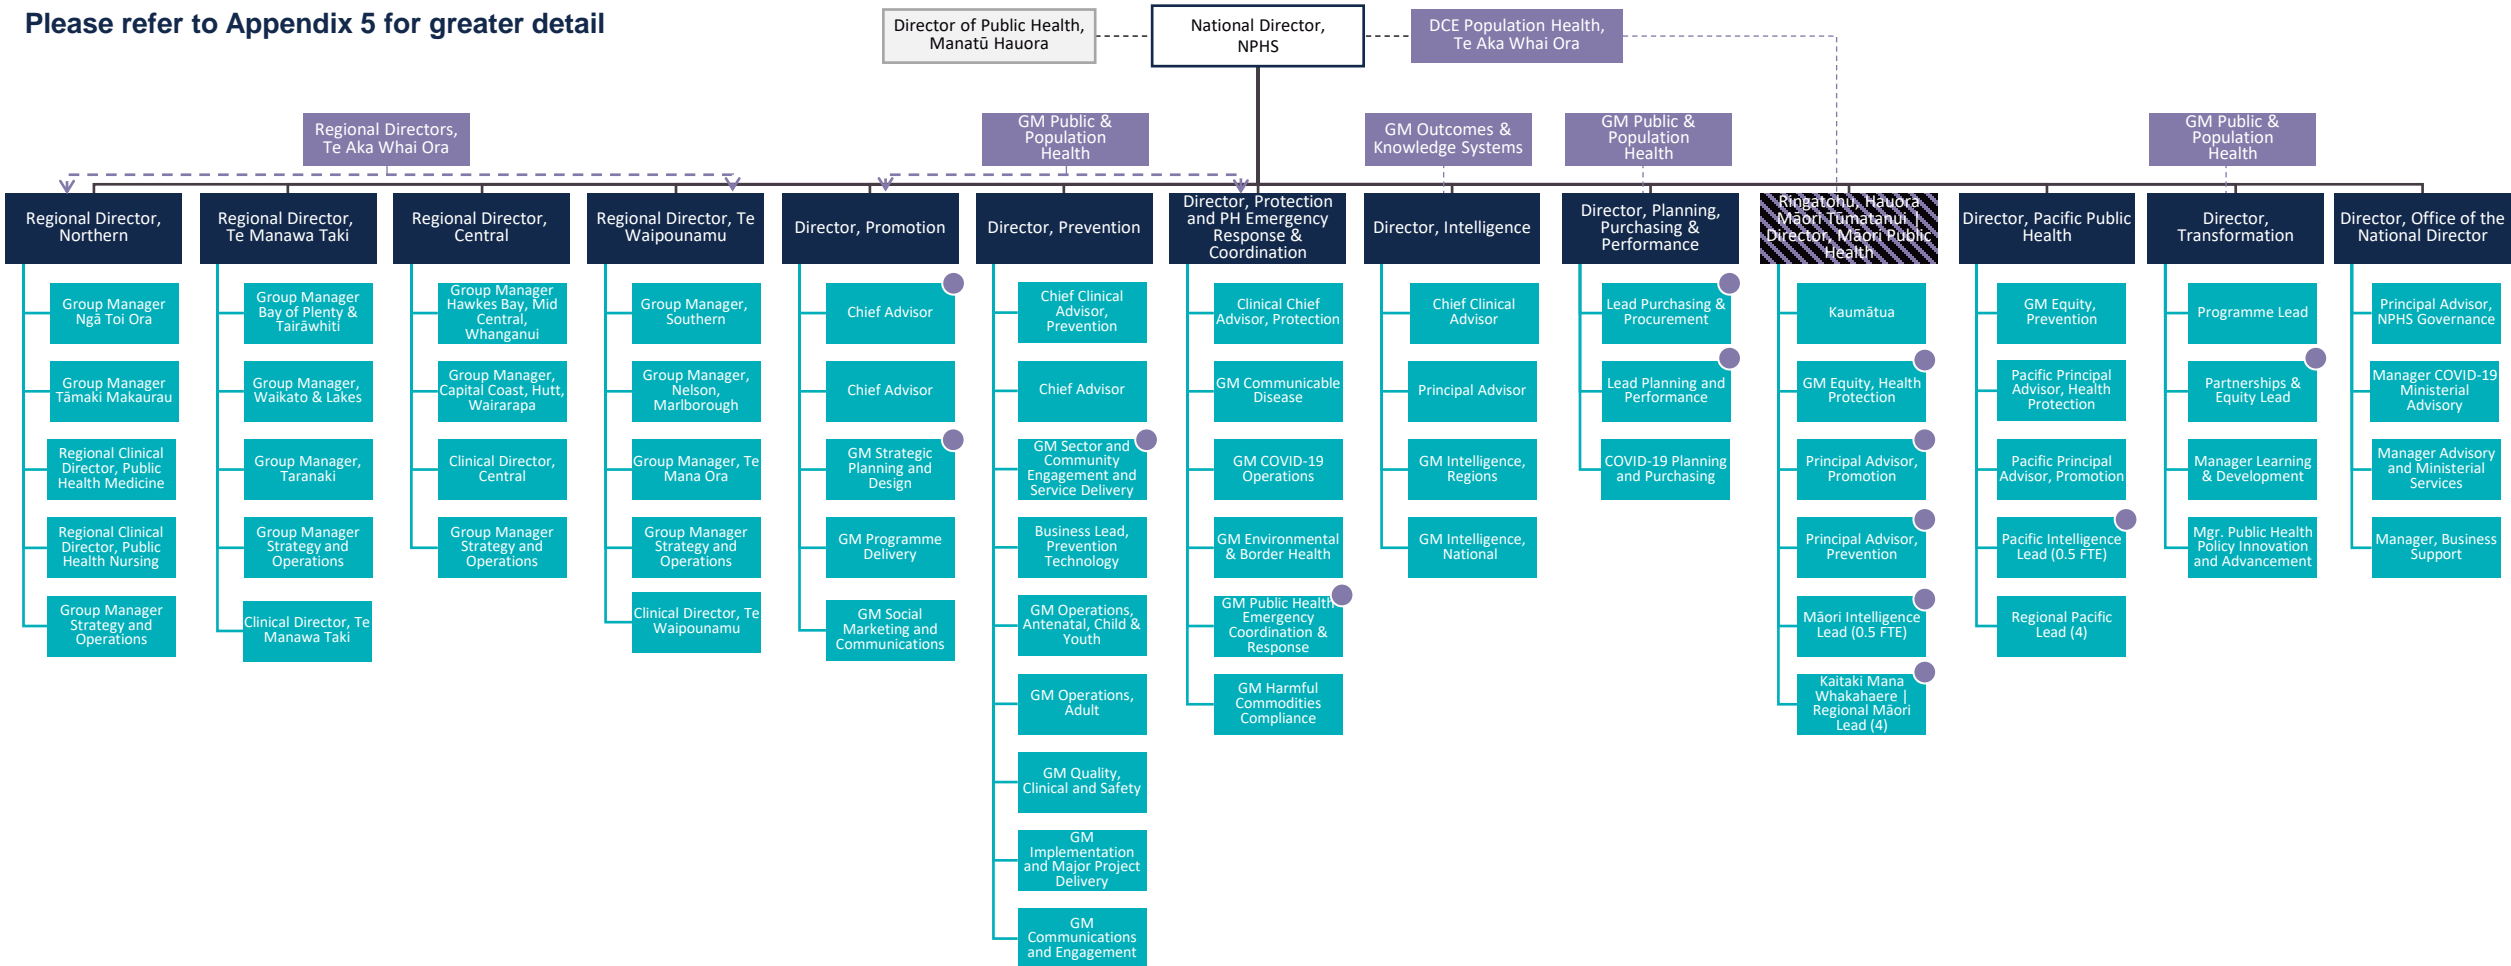 Please refer to Appendix 5 for greater detail
Director of Public Health,
Manatū Hauora
National Director,
NPHS
DCE Population Health,
Te Aka Whai Ora
Regional Directors,
Te Aka Whai Ora
GM Public &
Population
Health
GM Outcomes &
Knowledge Systems
GM Public &
Population
Health
GM Public &
Population
Health
Regional Director,
Northern
Group Manager
Ngā Toi Ora
Group Manager
Tāmaki Makaurau
Regional Clinical
Director, Public
Health Medicine
Regional Clinical
Director, Public
Health Nursing
Group Manager
Strategy and
Operations
Regional Director,
Te Manawa Taki
Group Manager
Bay of Plenty &
Tairāwhiti
Group Manager,
Waikato & Lakes
Group Manager,
Taranaki
Group Manager
Strategy and
Operations
Clinical Director, Te
Manawa Taki
Regional Director,
Central
Group Manager
Hawkes Bay, Mid
Central,
Whanganui
Group Manager,
Capital Coast, Hutt,
Wairarapa
Clinical Director,
Central
Group Manager
Strategy and
Operations
Regional Director, Te
Waipounamu
Group Manager,
Southern
Group Manager,
Nelson,
Marlborough
Group Manager, Te
Mana Ora
Group Manager
Strategy and
Operations
Clinical Director, Te
Waipounamu
Director, Promotion
Chief Advisor
Chief Advisor
GM Strategic
Planning and
Design
GM Programme
Delivery
GM Social
Marketing and
Communications
Director, Prevention
Chief Clinical
Advisor,
Prevention
Chief Advisor
GM Sector and
Community
Engagement and
Service Delivery
Business Lead,
Prevention
Technology
GM Operations,
Antenatal, Child &
Youth
GM Operations,
Adult
GM Quality,
Clinical and Safety
GM
Implementation
and Major Project
Delivery
GM
Communications
and Engagement
Director, Protection
and PH Emergency
Response &
Coordination
Clinical Chief
Advisor, Protection
GM Communicable
Disease
GM COVID-19
Operations
GM Environmental
& Border Health
GM Public Health
Emergency
Coordination &
Response
GM Harmful
Commodities
Compliance
Director, Intelligence
Chief Clinical
Advisor
Principal Advisor
GM Intelligence,
Regions
GM Intelligence,
National
Director, Planning,
Purchasing &
Performance
Lead Purchasing &
Procurement
Lead Planning and
Performance
COVID-19 Planning
and Purchasing
Ringatohu, Hauora
Māori Tūmatanui |
Director, Māori Public
Health
Kaumātua
GM Equity, Health
Protection
Principal Advisor,
Promotion
Principal Advisor,
Prevention
Māori Intelligence
Lead (0.5 FTE)
Kaitaki Mana
Whakahaere |
Regional Māori
Lead (4)
Director, Pacific Public
Health
GM Equity,
Prevention
Pacific Principal
Advisor, Health
Protection
Pacific Principal
Advisor, Promotion
Pacific Intelligence
Lead (0.5 FTE)
Regional Pacific
Lead (4)
Director,
Transformation
Programme Lead
Partnerships &
Equity Lead
Manager Learning
& Development
Mgr. Public Health
Policy Innovation
and Advancement
Director, Office of the
National Director
Principal Advisor,
NPHS Governance
Manager COVID-19
Ministerial
Advisory
Manager Advisory
and Ministerial
Services
Manager, Business
Support